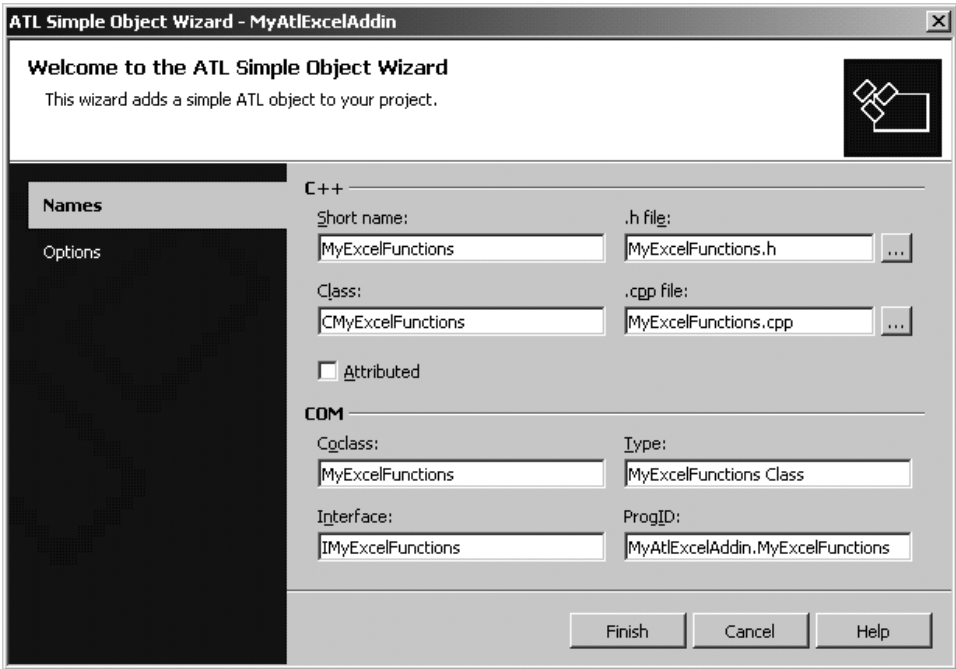 ATL Simple Object Wizard - MyAtlExcelAddin
Welcome to the ATL Simple Object Wizard
This wizard adds a simple ATL object to your project.
Names
Options
C++
Short name:
.h file:
MyExcelFunctions
MyExcelFunctions.h
...
Class:
.cpp file:
CMyExcelFunctions
MyExcelFunctions.cpp
...
Attributed
COM
Coclass:
Type:
MyExcelFunctions
MyExcelFunctions Class
Interface:
ProgID:
IMyExcelFunctions
MyAtlExcelAddin.MyExcelFunctions
Finish
Cancel
Help